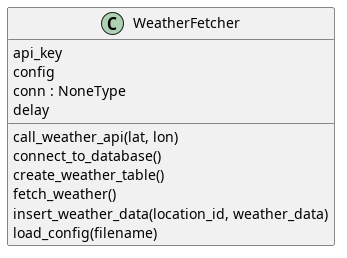 C WeatherFetcher
api_key
config
conn : NoneType
delay
call_weather_api(lat, lon)
connect_to_database()
create_weather_table()
fetch_weather()
insert_weather_data(location_id, weather_data)
load_config(filename)